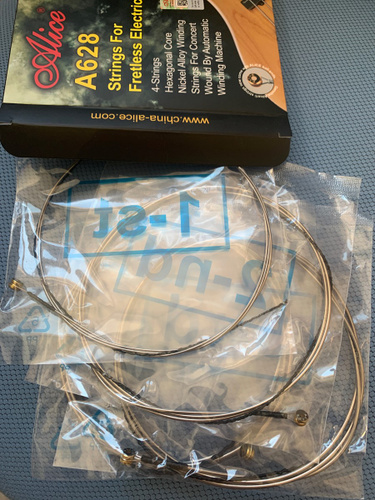 Alice
A628
Strings For
Fretless Electric
4-Strings
Hexagonal Core
Nickel Alloy Winding
Strings For Concert
Wound By Automatic
Winding Machine
www.china-alice.com
1-st
2-nd